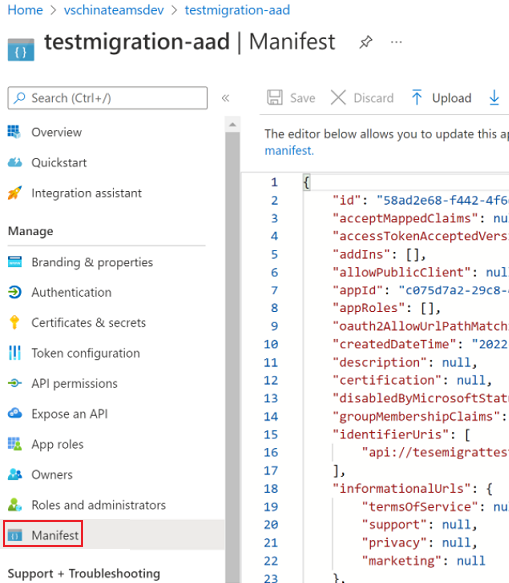 Home > vschinateamsdev > testmigration-aad
testmigration-aad | Manifest
Search (Ctrl+/)
«
Overview
Quickstart
Integration assistant
Manage
Branding & properties
Authentication
Certificates & secrets
Token configuration
API permissions
Expose an API
App roles
Owners
Roles and administrators
Manifest
Support + Troubleshooting
Save Discard Upload
The editor below allows you to update this ap
manifest.
1 {
2 "id": "58ad2e68-f442-4f6
3 "acceptMappedClaims": nu
4 "accessTokenAcceptedVers
5 "addIns": [],
6 "allowPublicClient": nul
7 "appId": "c075d7a2-29c8-
8 "appRoles": [],
9 "oauth2AllowUrlPathMatch
10 "createdDateTime": "2022
11 "description": null,
12 "certification": null,
13 "disabledByMicrosoftStat
14 "groupMembershipClaims":
15 "identifierUris": [
16 "api://tesemigrattes
17 ],
18 "informationalUrls": {
19 "termsOfService": nu
20 "support": null,
21 "privacy": null,
22 "marketing": null
23 },